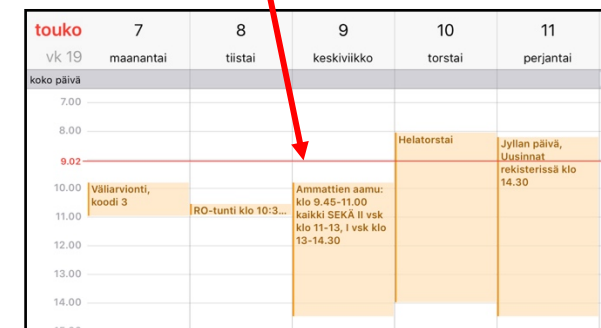 touko 7 8 9 10 11
vk 19 maanantai tiistai keskiviikko torstai perjantai
koko päivä
7.00
8.00
Helatorstai
Jyllan päivä,
Uusinnat
rekisterissä klo
14.30
9.02
10.00
Väliarvionti,
koodi 3
RO-tunti klo 10:3...
Ammattien aamu:
klo 9.45-11.00
kaikki SEKÄ II vsk
klo 11-13, I vsk klo
13-14.30
11.00
12.00
13.00
14.00